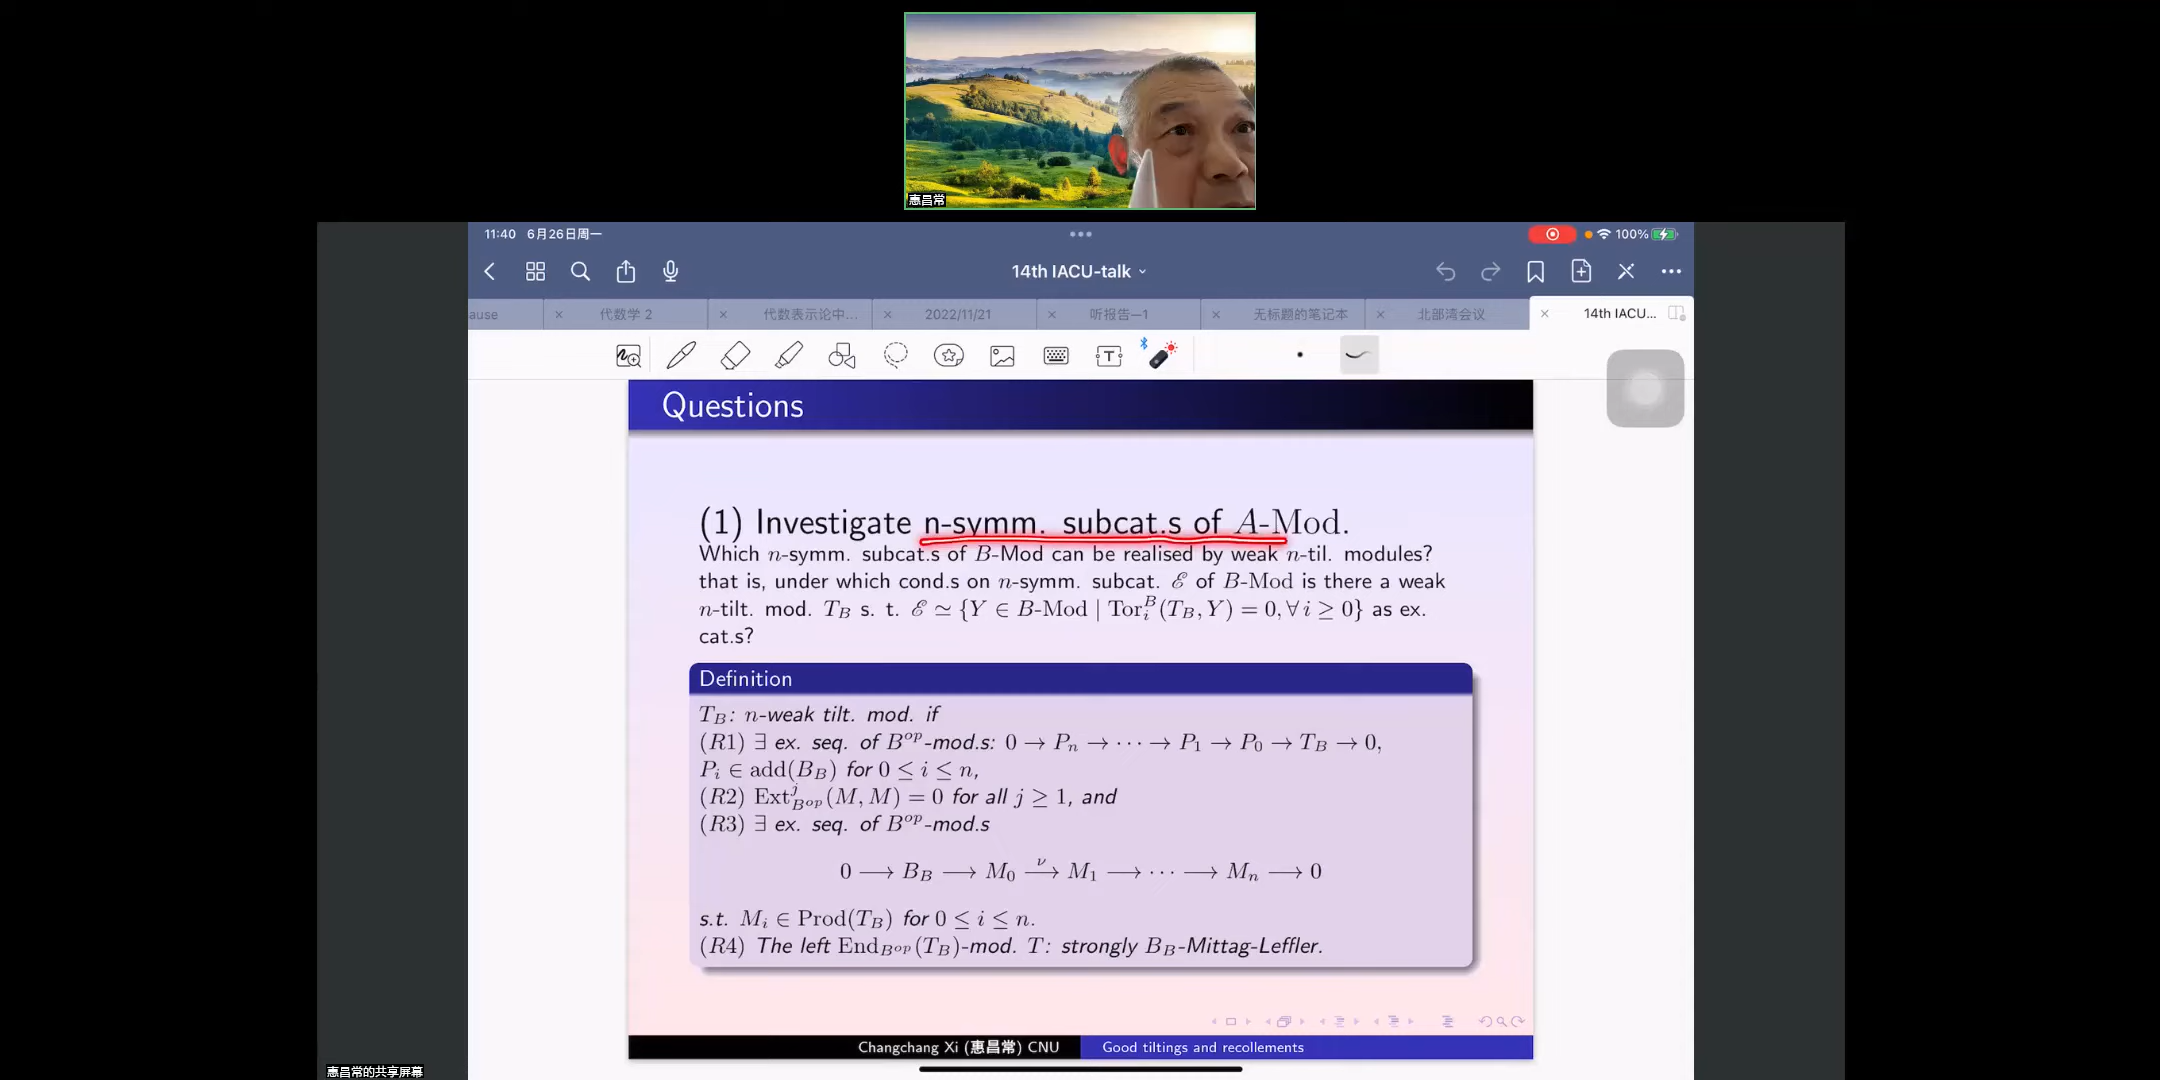 惠昌常
11:40 6月26日周一
100%
14th IACU-talk
ause
代数学 2
代数表示论中...
2022/11/21
听报告—1
无标题的笔记本
北部湾会议
14th IACU...
Questions
(1) Investigate n-symm. subcat.s of A-Mod.
Which n-symm. subcat.s of B-Mod can be realised by weak n-til. modules?
that is, under which cond.s on n-symm. subcat. ℰ of B-Mod is there a weak
n-tilt. mod. T_B s. t. ℰ ≃ {Y ∈ B-Mod | Tor_i^B(T_B, Y) = 0, ∀ i ≥ 0} as ex.
cat.s?
Definition
T_B: n-weak tilt. mod. if
(R1) ∃ ex. seq. of B^{op}-mod.s: 0 → P_n → ⋯ → P_1 → P_0 → T_B → 0,
P_i ∈ add(B_B) for 0 ≤ i ≤ n,
(R2) Ext^j_{B^{op}}(M, M) = 0 for all j ≥ 1, and
(R3) ∃ ex. seq. of B^{op}-mod.s
0 ⟶ B_B ⟶ M_0 ⟶^ν M_1 ⟶ ⋯ ⟶ M_n ⟶ 0
s.t. M_i ∈ Prod(T_B) for 0 ≤ i ≤ n.
(R4) The left End_{B^{op}}(T_B)-mod. T: strongly B_B-Mittag-Leffler.
Changchang Xi (惠昌常) CNU
Good tiltings and recollements
惠昌常的共享屏幕